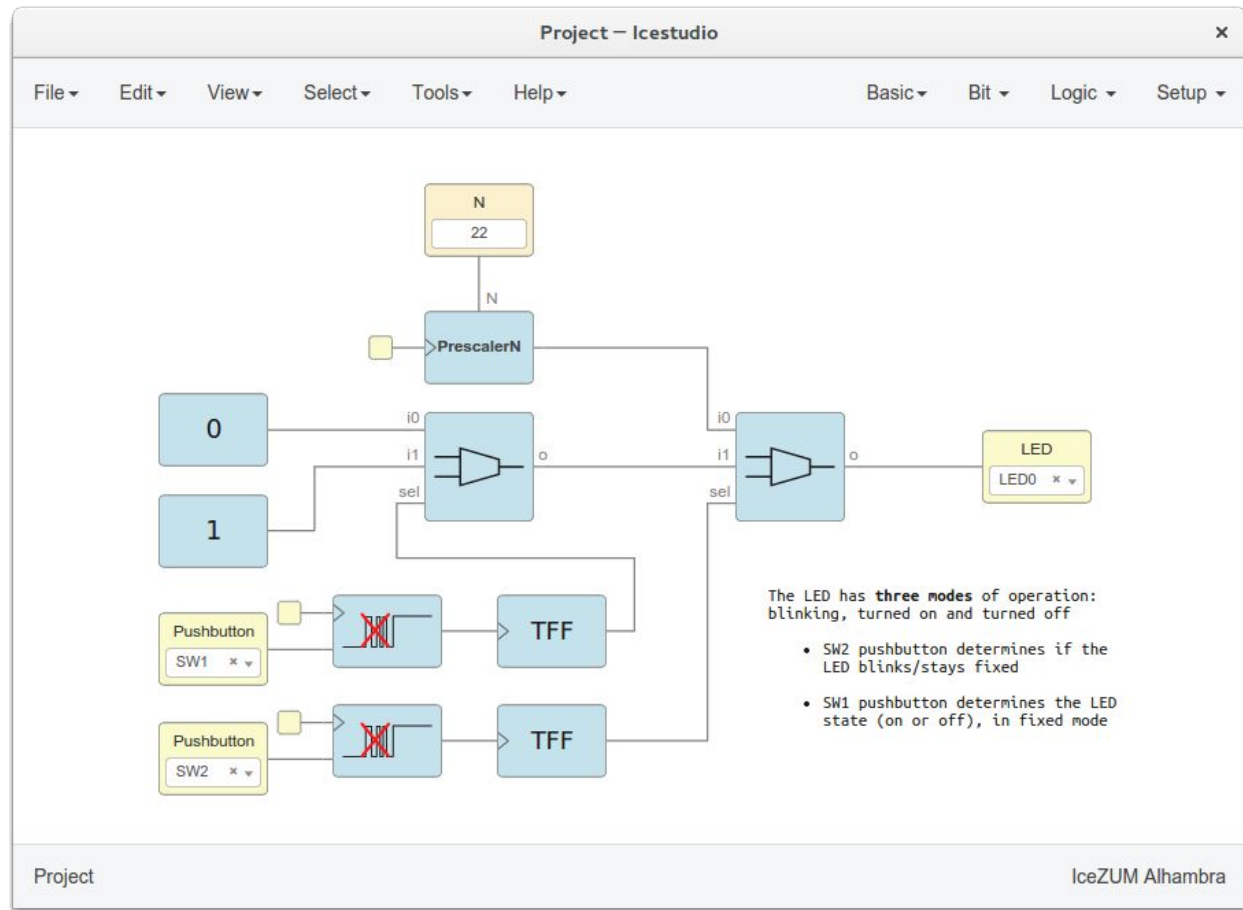 Project – Icestudio ×
File Edit View Select Tools Help Basic Bit Logic Setup
N
22
N
PrescalerN
0
i0
i1
sel
o
1
i0
i1
sel
o
LED
LED0 ×
Pushbutton
SW1 ×
TFF
Pushbutton
SW2 ×
TFF
The LED has three modes of operation:
blinking, turned on and turned off
• SW2 pushbutton determines if the
LED blinks/stays fixed
• SW1 pushbutton determines the LED
state (on or off), in fixed mode
Project IceZUM Alhambra